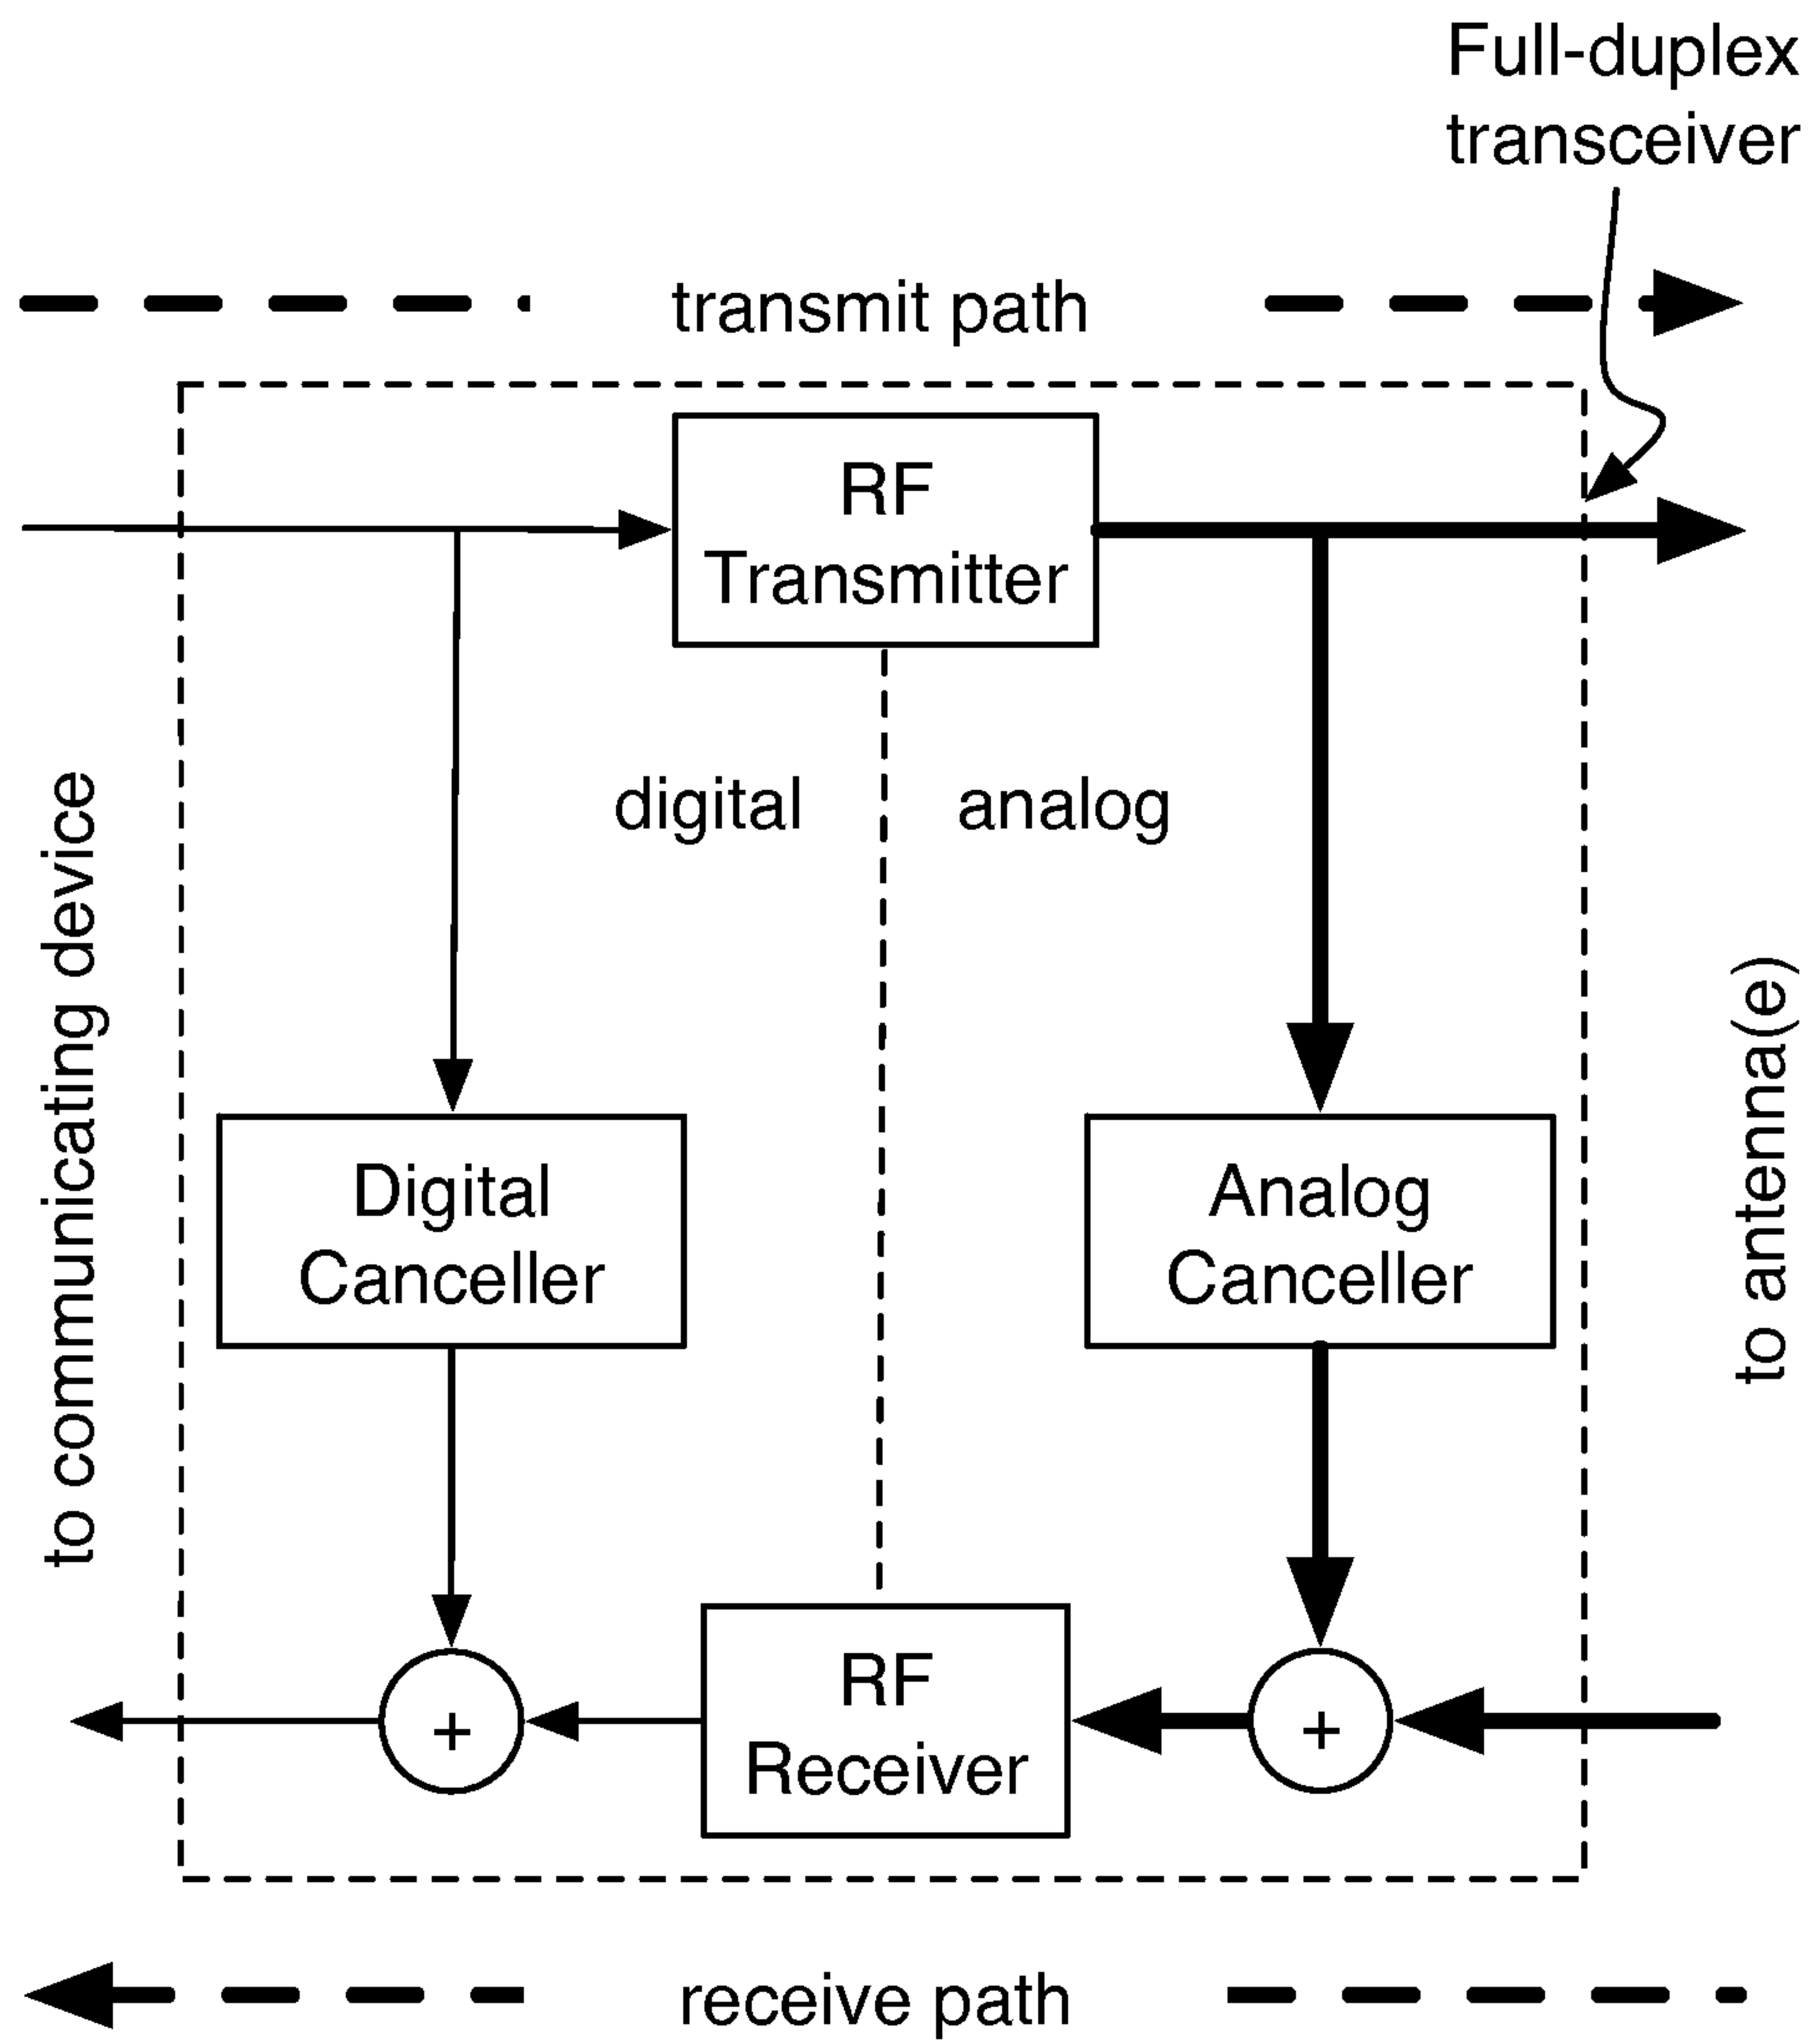 Full-duplex
transceiver
transmit path
RF
Transmitter
digital
analog
to communicating device
to antenna(e)
Digital
Canceller
Analog
Canceller
+
RF
Receiver
+
receive path